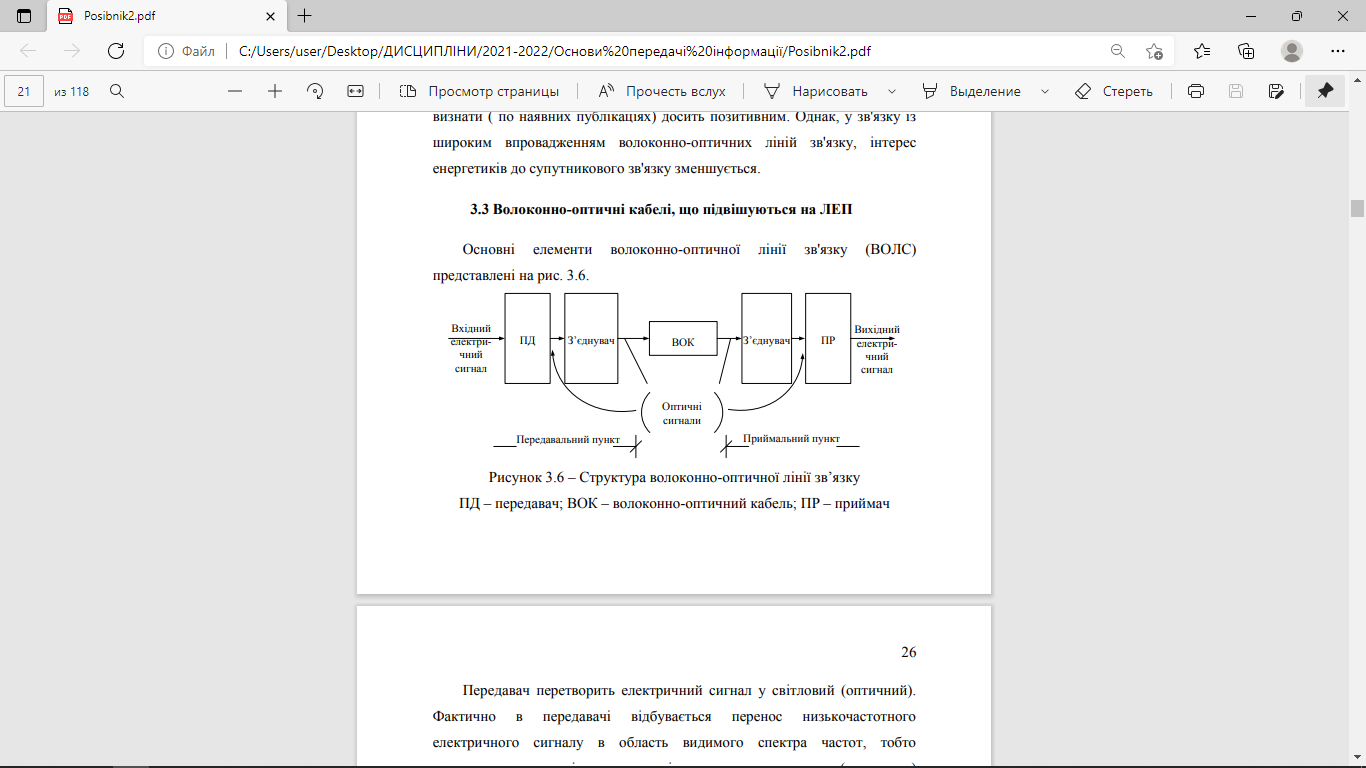 Posibnik2.pdf
Файл
C:/Users/user/Desktop/ДИСЦИПЛІНИ/2021-2022/Основи%20передачі%20інформації/Posibnik2.pdf
21 из 118
Просмотр страницы
Прочесть вслух
Нарисовать
Выделение
Стереть
визнати ( по наявних публікаціях) досить позитивним. Однак, у зв'язку із
широким впровадженням волоконно-оптичних ліній зв'язку, інтерес
енергетиків до супутникового зв'язку зменшується.
3.3 Волоконно-оптичні кабелі, що підвішуються на ЛЕП
Основні елементи волоконно-оптичної лінії зв'язку (ВОЛС)
представлені на рис. 3.6.
Вхідний
електри-
чний
сигнал
ПД
З’єднувач
ВОК
З’єднувач
ПР
Вихідний
електри-
чний
сигнал
Оптичні
сигнали
Передавальний пункт
Приймальний пункт
Рисунок 3.6 – Структура волоконно-оптичної лінії зв’язку
ПД – передавач; ВОК – волоконно-оптичний кабель; ПР – приймач
26
Передавач перетворить електричний сигнал у світловий (оптичний).
Фактично в передавачі відбувається перенос низькочастотного
електричного сигналу в область видимого спектра частот, тобто